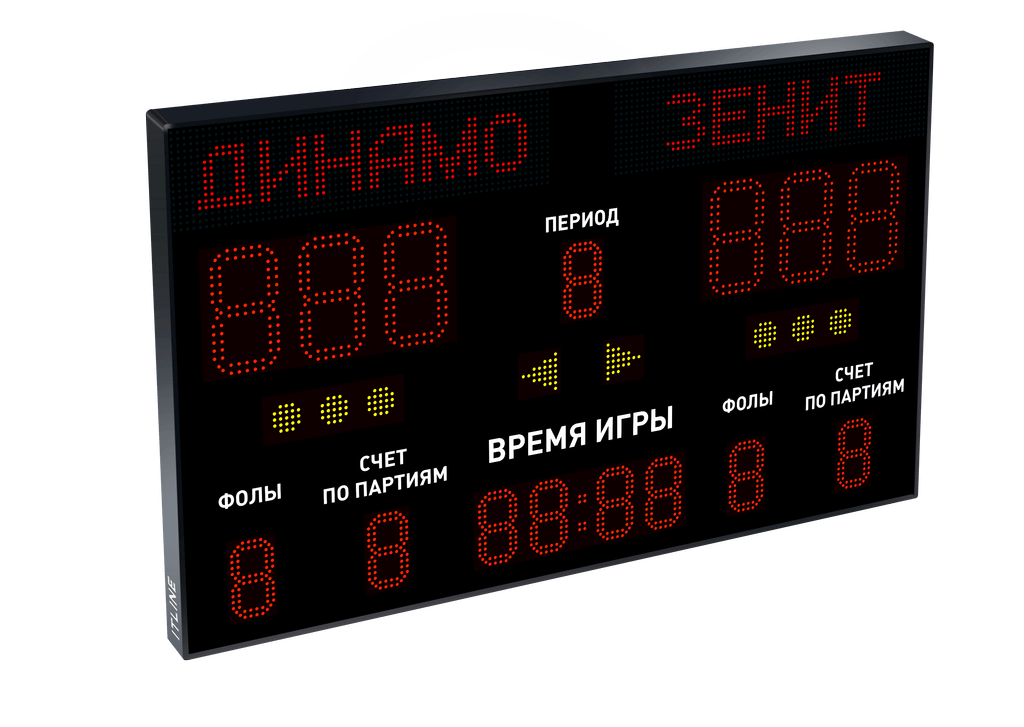 ДИНАМО
ЗЕНИТ
888
ПЕРИОД
8
888
ФОЛЫ
8
СЧЕТ
ПО ПАРТИЯМ
8
ВРЕМЯ ИГРЫ
88:88
ФОЛЫ
8
СЧЕТ
ПО ПАРТИЯМ
8
ITLINE